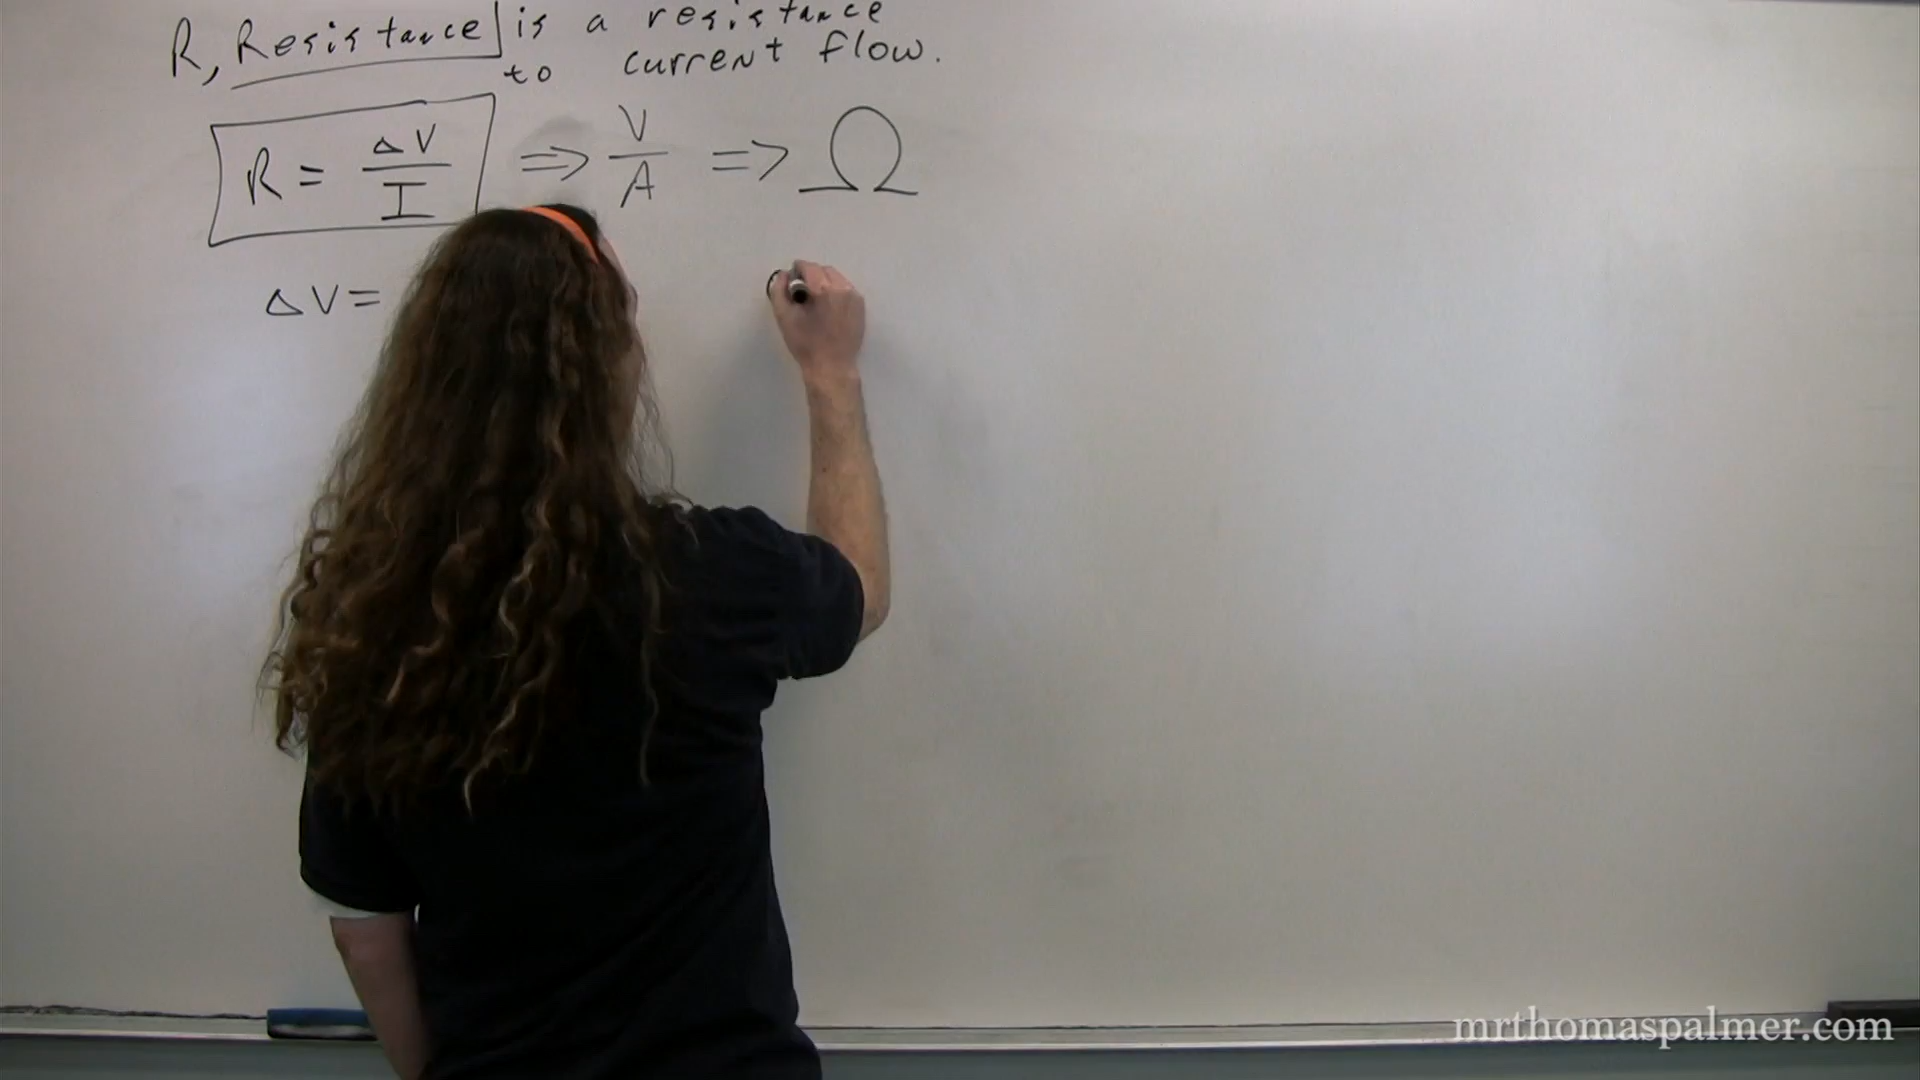 R, Resistance is a resistance
to current flow.
R = ΔV/I => V/A => Ω
ΔV =
mrthomaspalmer.com